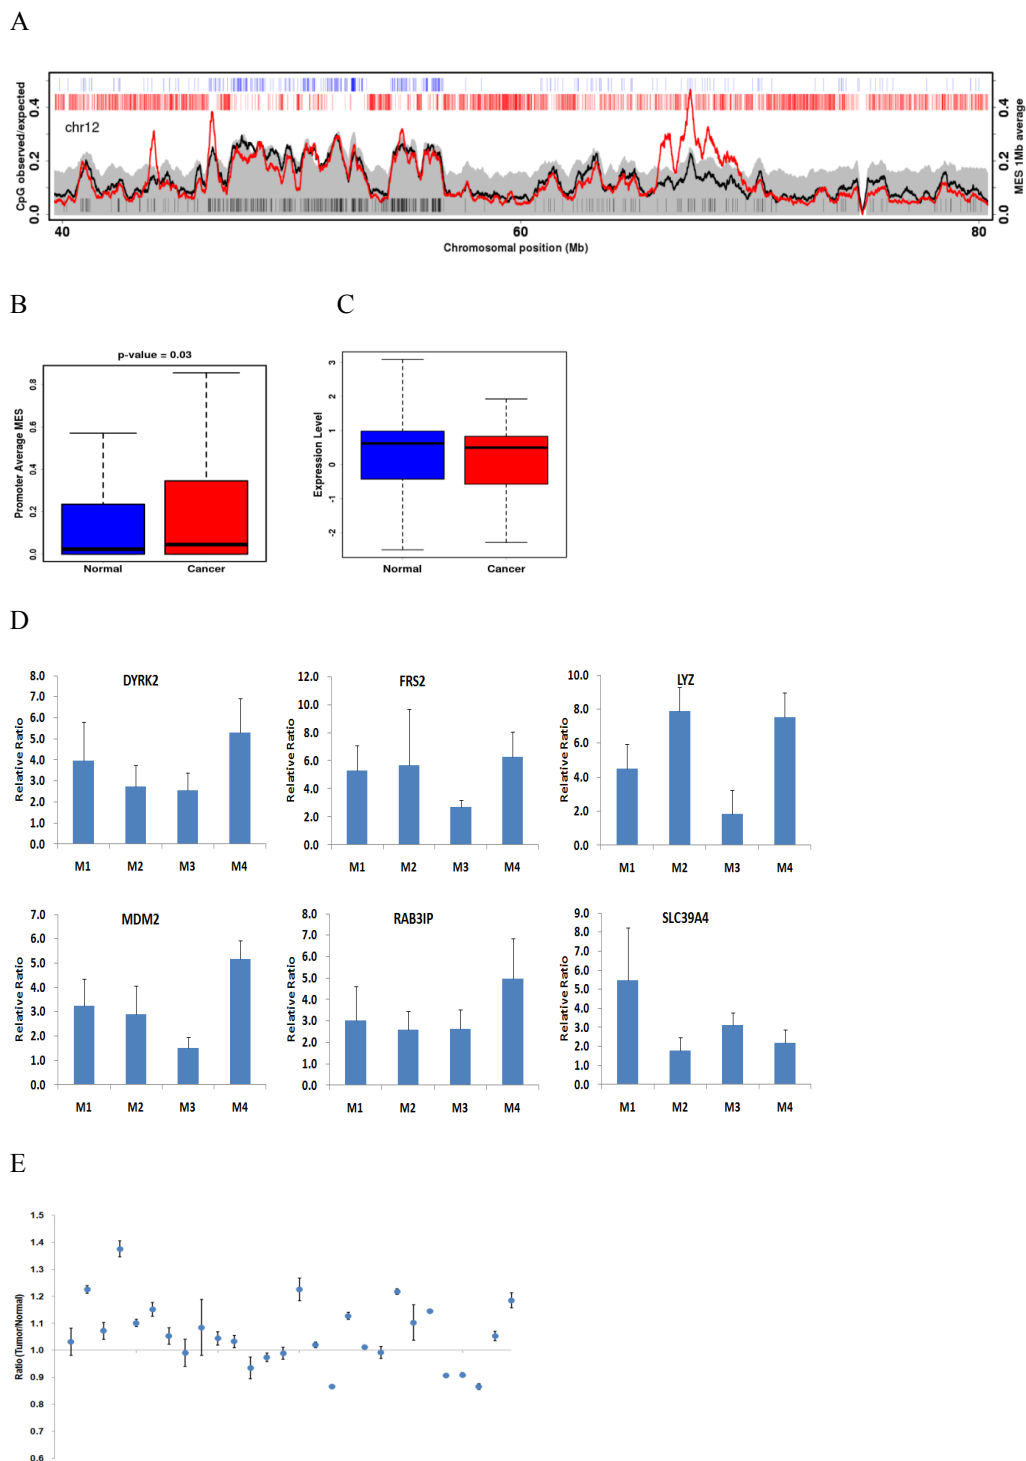 A
CpG observed/expected
0.0 0.2 0.4
chr12
0.0 0.2 0.4
MES 1Mb average
40 60 80
Chromosomal position (Mb)
B C
p-value = 0.03
Promoter Average MES
0.0 0.2 0.4 0.6 0.8
Normal Cancer
Expression Level
-2 -1 0 1 2 3
Normal Cancer
D
DYRK2
Relative Ratio
8.0
7.0
6.0
5.0
4.0
3.0
2.0
1.0
0.0
M1 M2 M3 M4
FRS2
Relative Ratio
12.0
10.0
8.0
6.0
4.0
2.0
0.0
M1 M2 M3 M4
LYZ
Relative Ratio
10.0
8.0
6.0
4.0
2.0
0.0
M1 M2 M3 M4
MDM2
Relative Ratio
7.0
6.0
5.0
4.0
3.0
2.0
1.0
0.0
M1 M2 M3 M4
RAB3IP
Relative Ratio
8.0
7.0
6.0
5.0
4.0
3.0
2.0
1.0
0.0
M1 M2 M3 M4
SLC39A4
Relative Ratio
9.0
8.0
7.0
6.0
5.0
4.0
3.0
2.0
1.0
0.0
M1 M2 M3 M4
E
Ratio (Tumor/Normal)
1.5
1.4
1.3
1.2
1.1
1.0
0.9
0.8
0.7
0.6